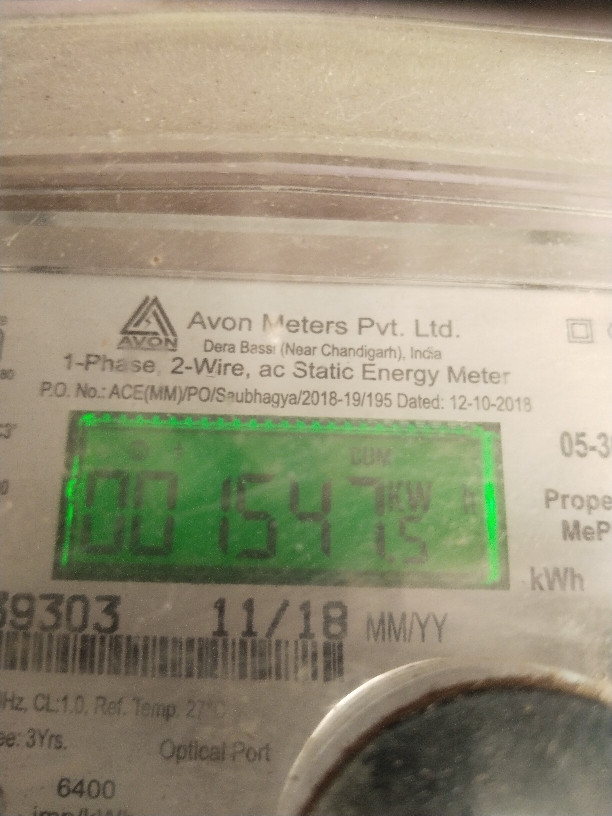 AVON
Avon Meters Pvt. Ltd.
Dera Bassi (Near Chandigarh), India
1-Phase, 2-Wire, ac Static Energy Meter
P.O. No.: ACE(MM)/PO/Saubhagya/2018-19/195 Dated: 12-10-2018
CUM
001547.5 KW h
05-3
Prope
MeP
kWh
39303 11/18 MM/YY
Hz, CL:1.0, Ref. Temp. 27°C
ee: 3Yrs.
Optical Port
6400
imp/kWh